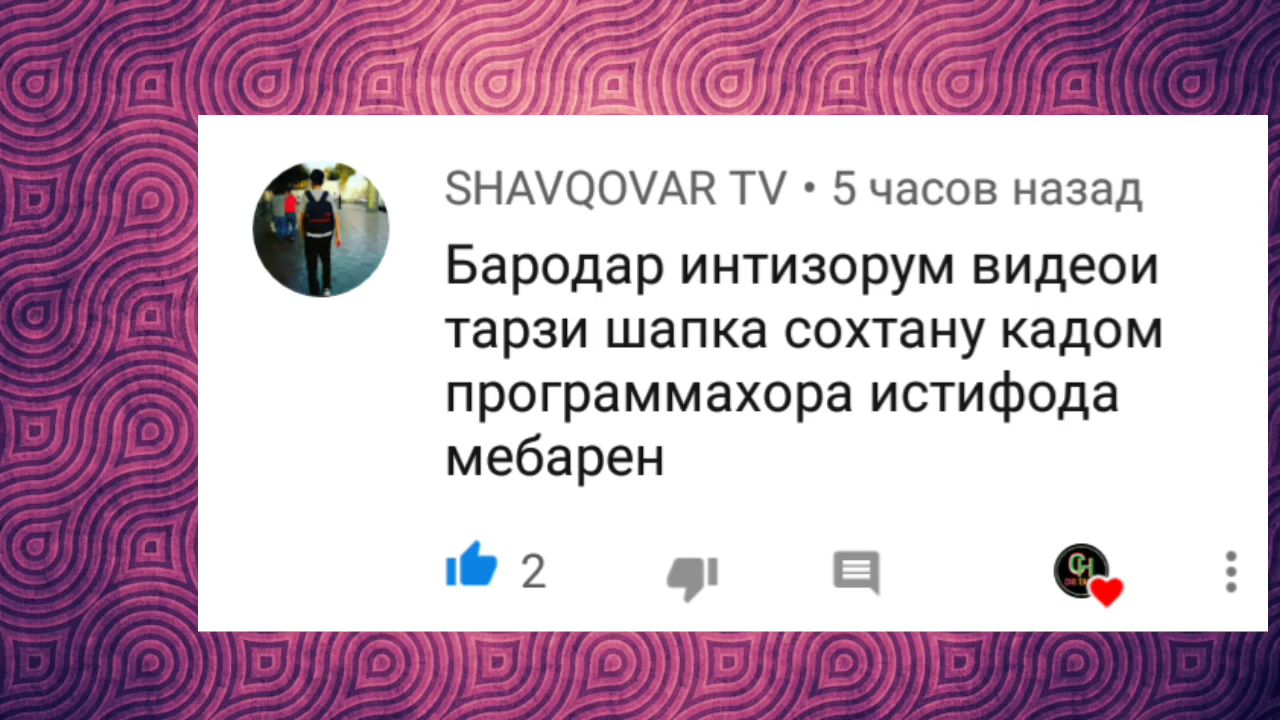 SHAVQOVAR TV • 5 часов назад
Бародар интизорум видеои
тарзи шапка сохтану кадом
программахора истифода
мебарен
2